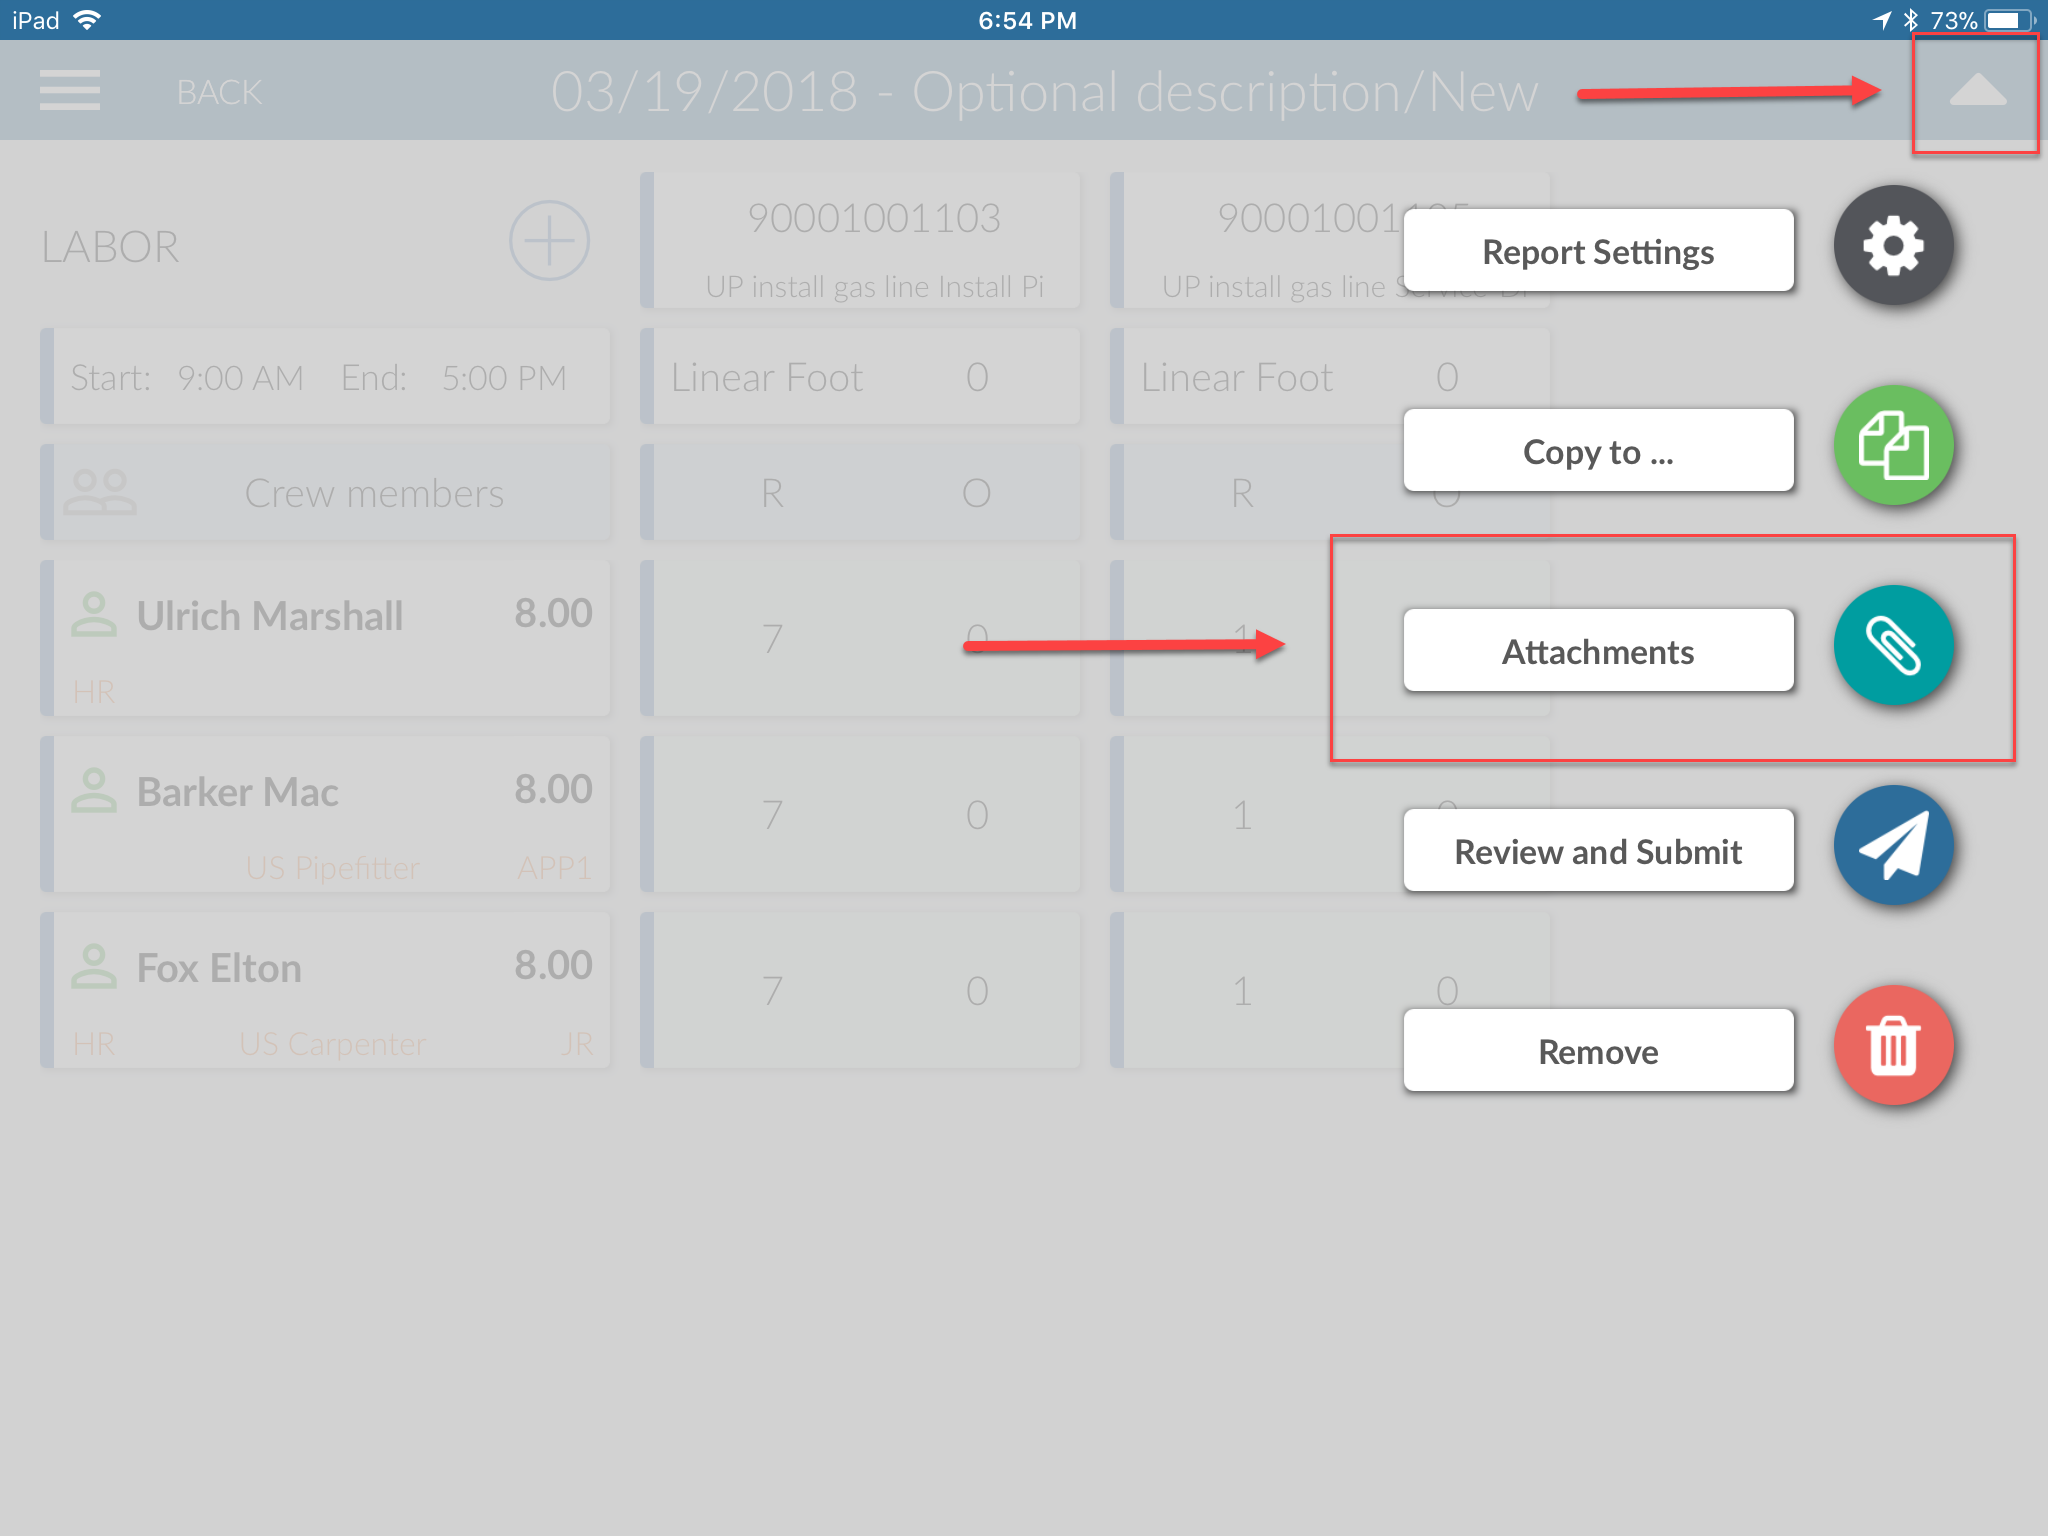 iPad 6:54 PM 73%
BACK 03/19/2018 - Optional description/New
LABOR
90001001103
UP install gas line Install Pi
UP install gas line
Report Settings
Start: 9:00 AM End: 5:00 PM
Linear Foot 0
Linear Foot 0
Copy to ...
Crew members
R O
R O
Ulrich Marshall 8.00
HR
7 0
1
Attachments
Barker Mac 8.00
US Pipefitter APP1
7 0
1 0
Review and Submit
Fox Elton 8.00
HR US Carpenter JR
7 0
1 0
Remove